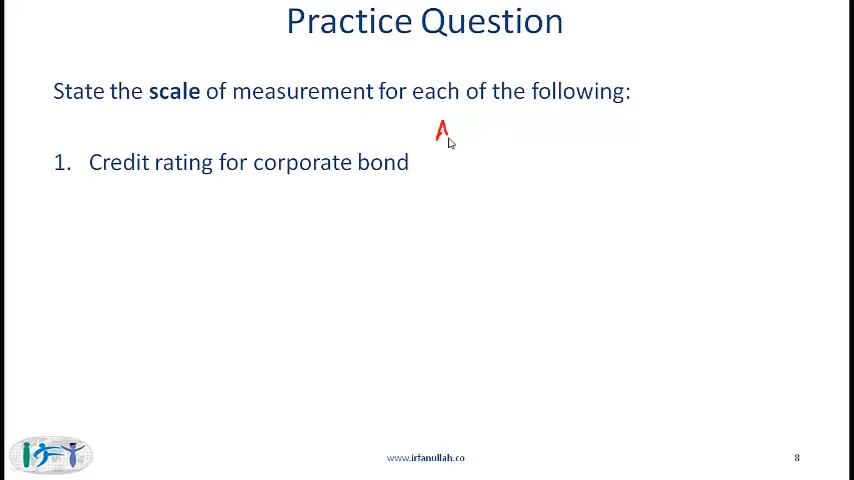 Practice Question
State the scale of measurement for each of the following:
A
1. Credit rating for corporate bond
www.irfanullah.co
8